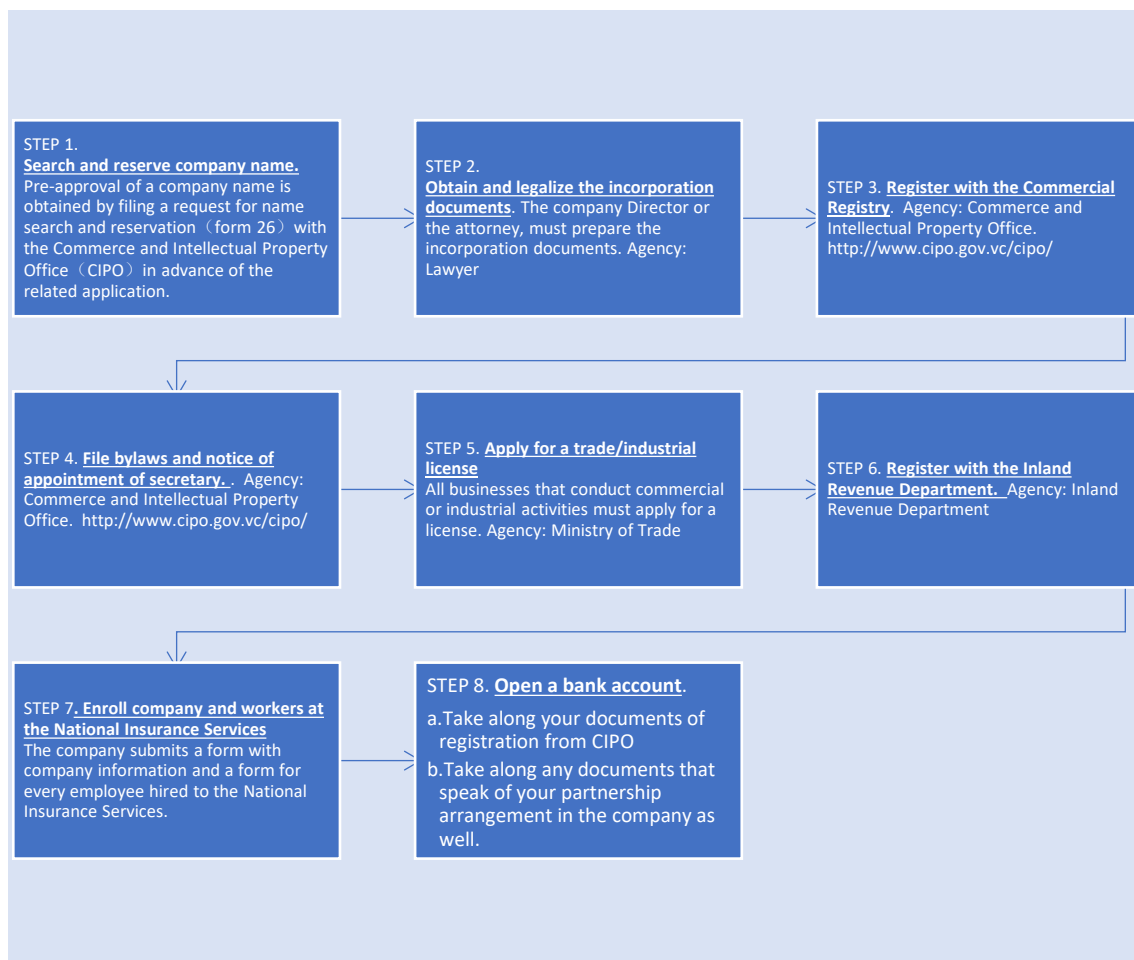 STEP 1.
Search and reserve company name.
Pre-approval of a company name is
obtained by filing a request for name
search and reservation（form 26）with
the Commerce and Intellectual Property
Office（CIPO）in advance of the
related application.
STEP 2.
Obtain and legalize the incorporation
documents. The company Director or
the attorney, must prepare the
incorporation documents. Agency:
Lawyer
STEP 3. Register with the Commercial
Registry. Agency: Commerce and
Intellectual Property Office.
http://www.cipo.gov.vc/cipo/
STEP 4. File bylaws and notice of
appointment of secretary. . Agency:
Commerce and Intellectual Property
Office. http://www.cipo.gov.vc/cipo/
STEP 5. Apply for a trade/industrial
license
All businesses that conduct commercial
or industrial activities must apply for a
license. Agency: Ministry of Trade
STEP 6. Register with the Inland
Revenue Department. Agency: Inland
Revenue Department
STEP 7. Enroll company and workers at
the National Insurance Services
The company submits a form with
company information and a form for
every employee hired to the National
Insurance Services.
STEP 8. Open a bank account.
a.Take along your documents of
registration from CIPO
b.Take along any documents that
speak of your partnership
arrangement in the company as
well.